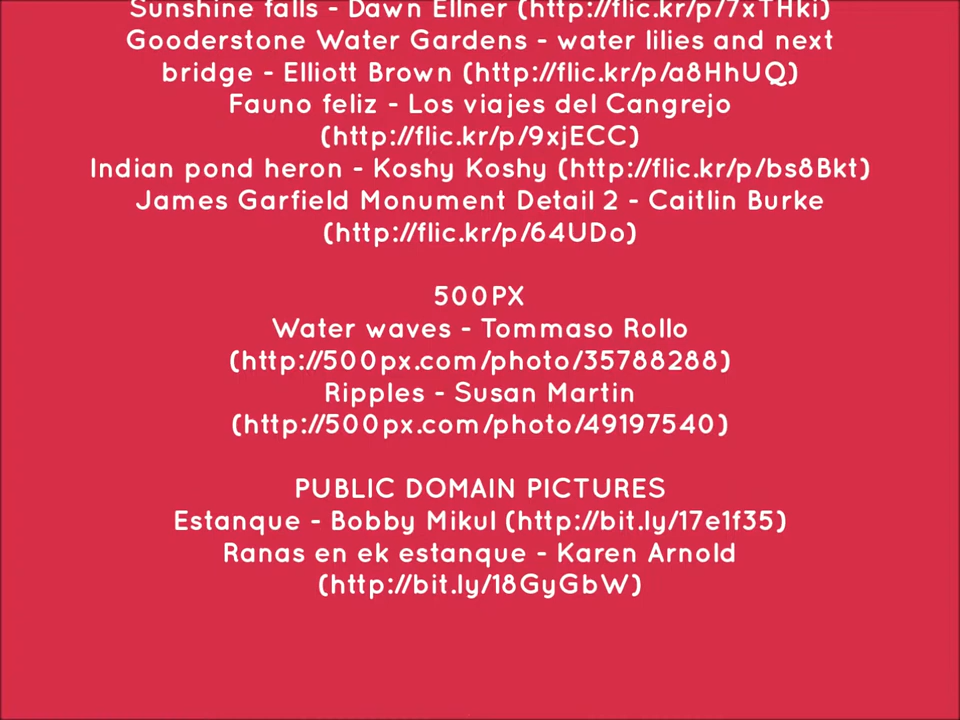 Sunshine falls - Dawn Ellner (http://flic.kr/p/7xTHki)
Gooderstone Water Gardens - water lilies and next
bridge - Elliott Brown (http://flic.kr/p/a8HhUQ)
Fauno feliz - Los viajes del Cangrejo
(http://flic.kr/p/9xjECC)
Indian pond heron - Koshy Koshy (http://flic.kr/p/bs8Bkt)
James Garfield Monument Detail 2 - Caitlin Burke
(http://flic.kr/p/64UDo)
500PX
Water waves - Tommaso Rollo
(http://500px.com/photo/35788288)
Ripples - Susan Martin
(http://500px.com/photo/49197540)
PUBLIC DOMAIN PICTURES
Estanque - Bobby Mikul (http://bit.ly/17e1f35)
Ranas en ek estanque - Karen Arnold
(http://bit.ly/18GyGbW)